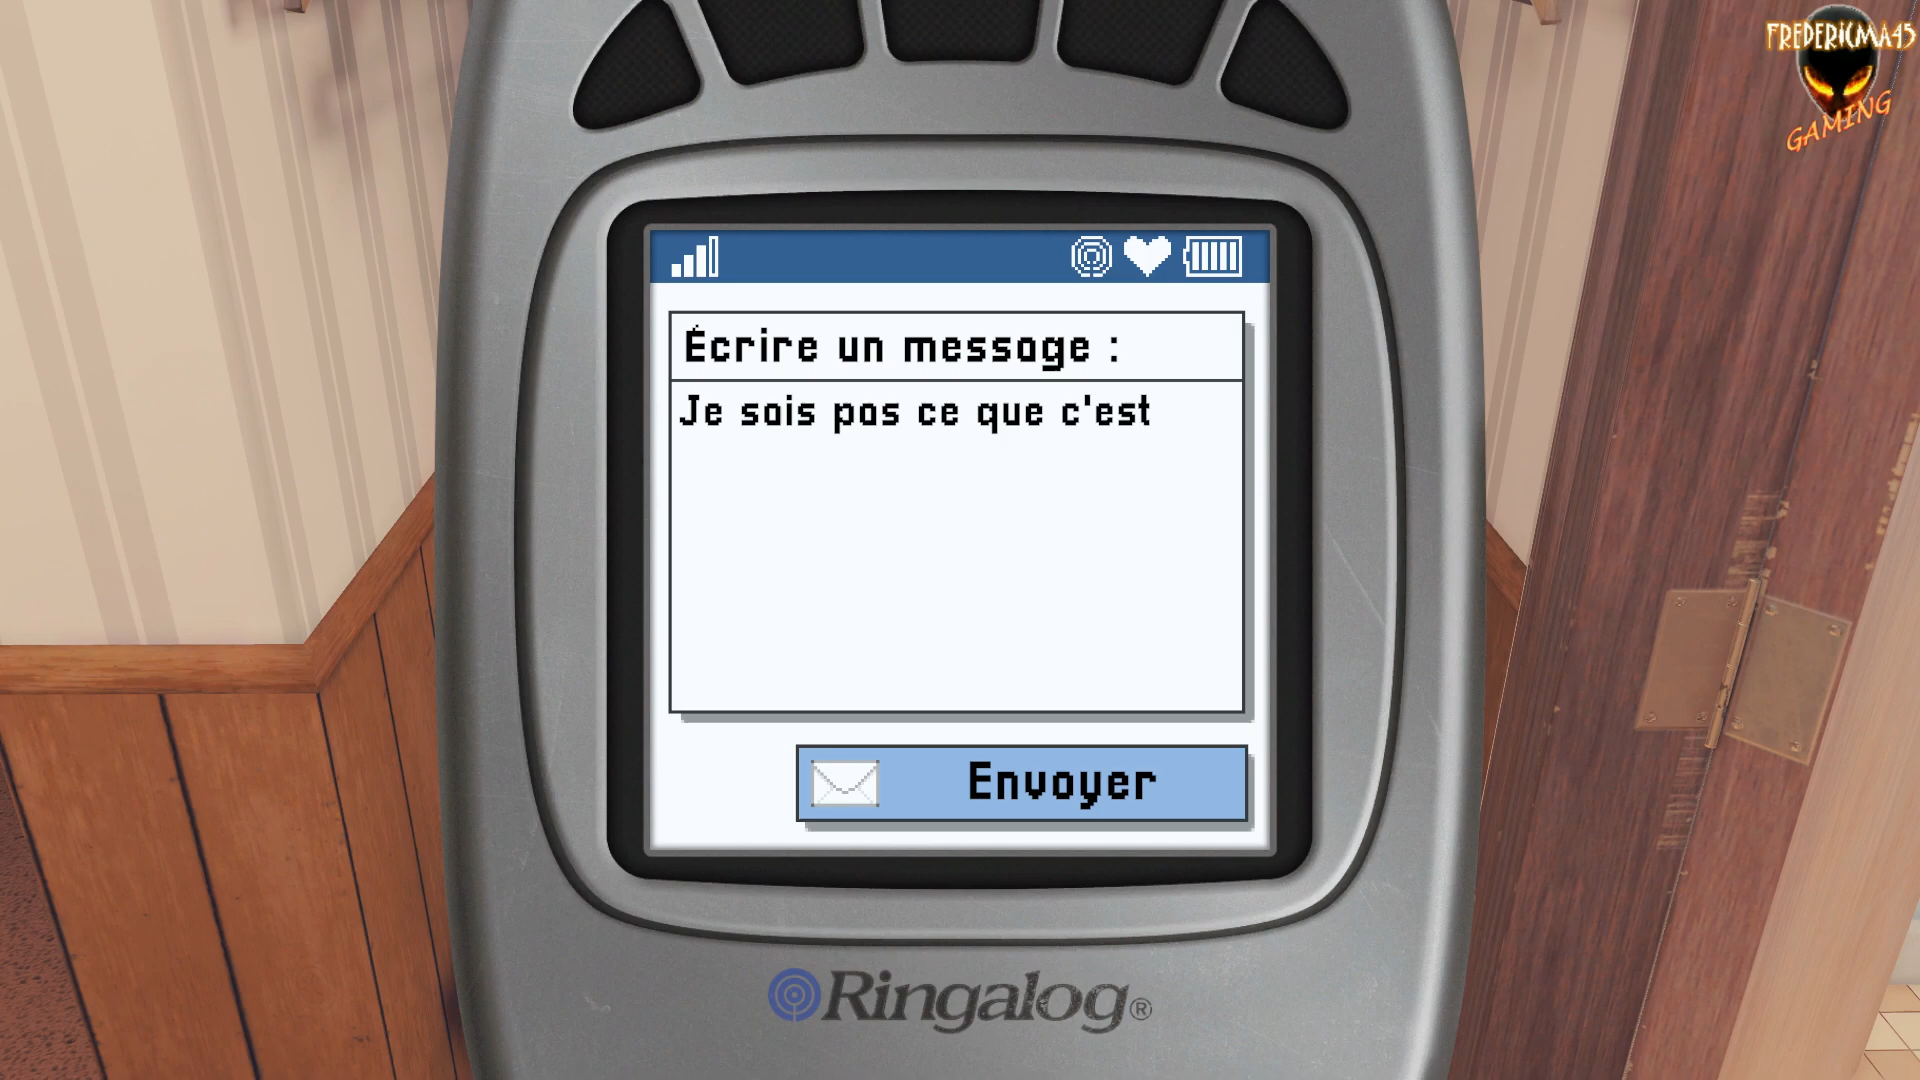 FREDERICMA45
GAMING
Écrire un message :
Je sais pas ce que c'est
Envoyer
Ringalog®